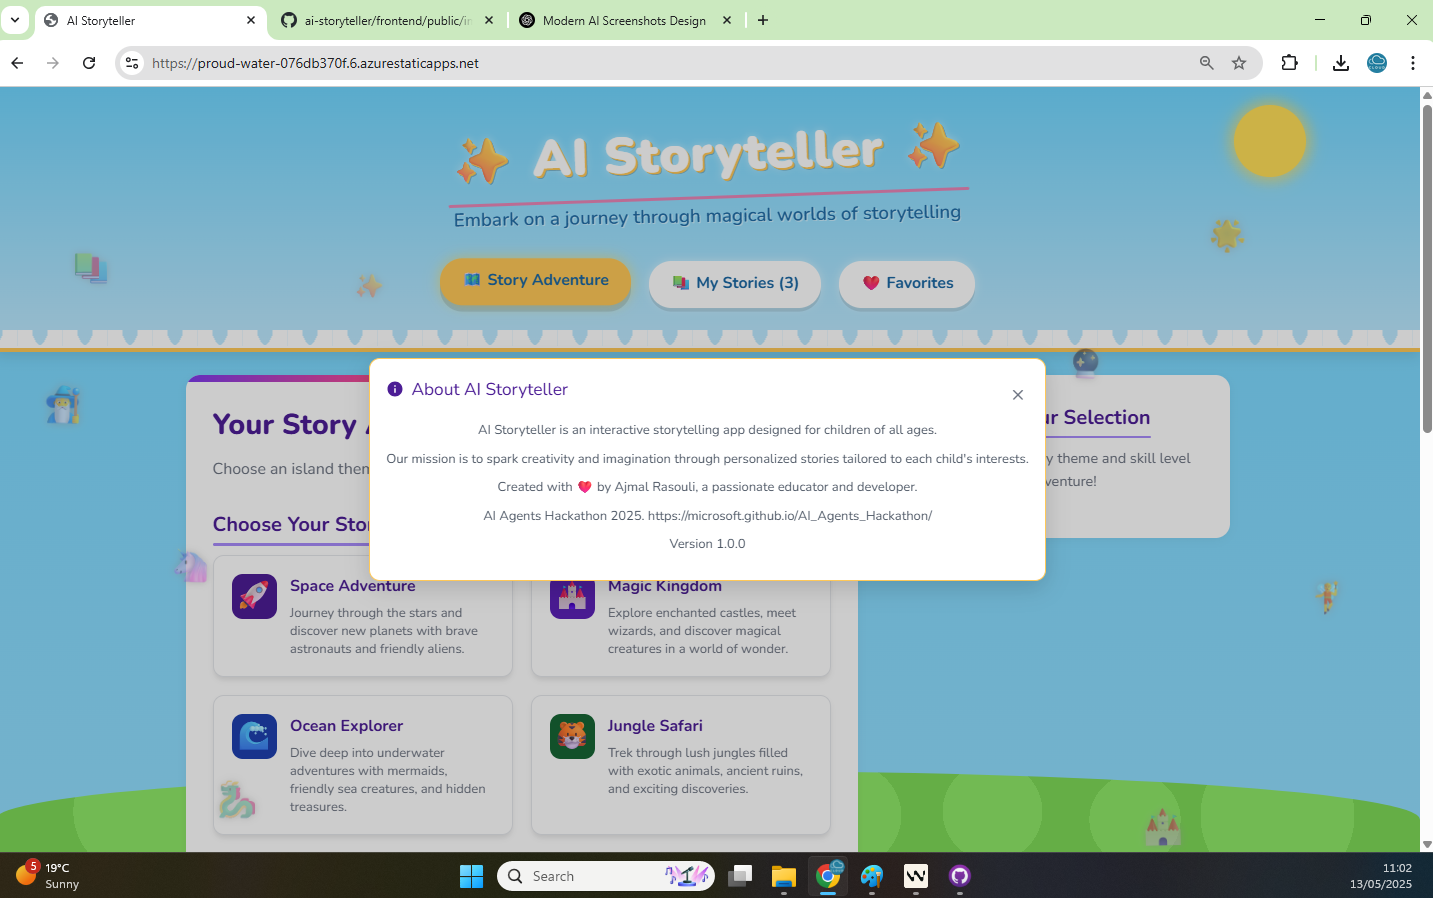 AI Storyteller
ai-storyteller/frontend/public/in
Modern AI Screenshots Design
https://proud-water-076db370f.6.azurestaticapps.net
AI Storyteller
Embark on a journey through magical worlds of storytelling
Story Adventure
My Stories (3)
Favorites
About AI Storyteller
AI Storyteller is an interactive storytelling app designed for children of all ages.
Our mission is to spark creativity and imagination through personalized stories tailored to each child's interests.
Created with ❤️ by Ajmal Rasouli, a passionate educator and developer.
AI Agents Hackathon 2025. https://microsoft.github.io/AI_Agents_Hackathon/
Version 1.0.0
Your Story
Choose an island them
Choose Your Stor
ur Selection
y theme and skill level
venture!
Space Adventure
Journey through the stars and
discover new planets with brave
astronauts and friendly aliens.
Magic Kingdom
Explore enchanted castles, meet
wizards, and discover magical
creatures in a world of wonder.
Ocean Explorer
Dive deep into underwater
adventures with mermaids,
friendly sea creatures, and hidden
treasures.
Jungle Safari
Trek through lush jungles filled
with exotic animals, ancient ruins,
and exciting discoveries.
5
19°C
Sunny
Search
11:02
13/05/2025